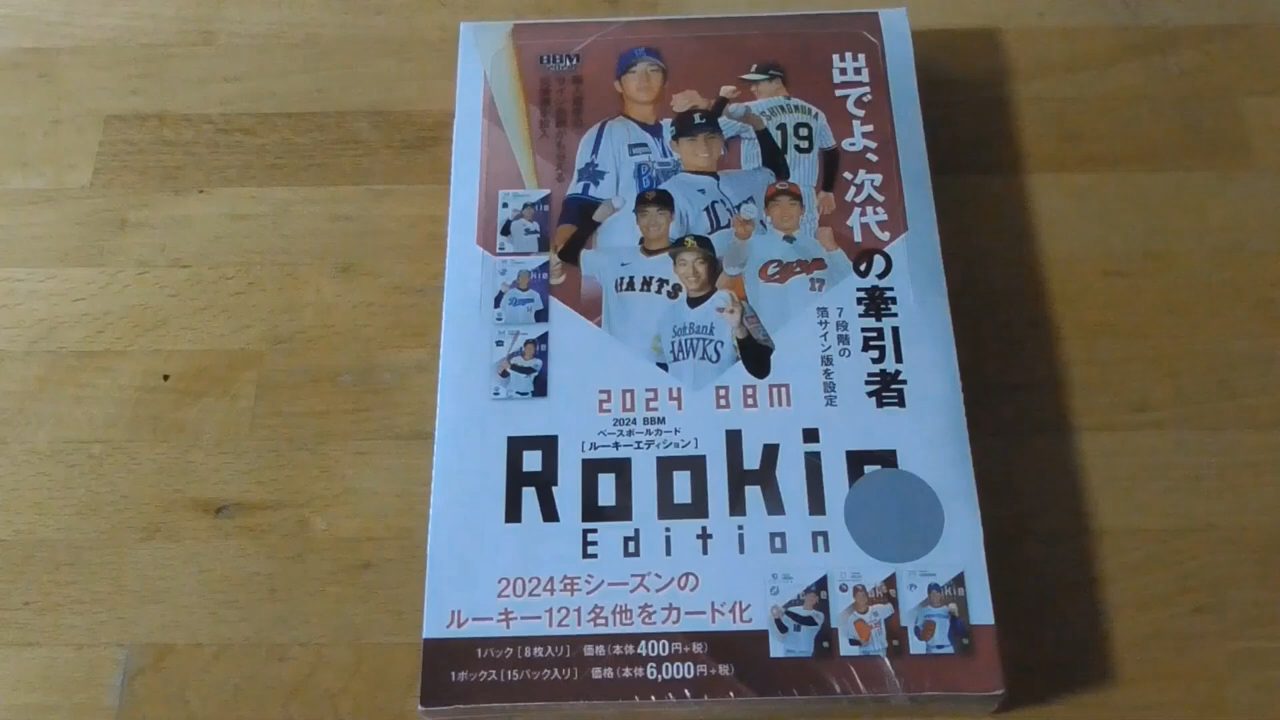 BBM
出でよ、次代の牽引者
7段階の
箔サイン版を設定
SHIMOMURA
19
L
GIANTS
Carp
17
SoftBank
HAWKS
2024 BBM
2024 BBM
ベースボールカード
[ルーキーエディション]
Rookie
Edition
2024年シーズンの
ルーキー121名他をカード化
1パック[8枚入り] 価格(本体400円+税)
1ボックス[15パック入り] 価格(本体6,000円+税)